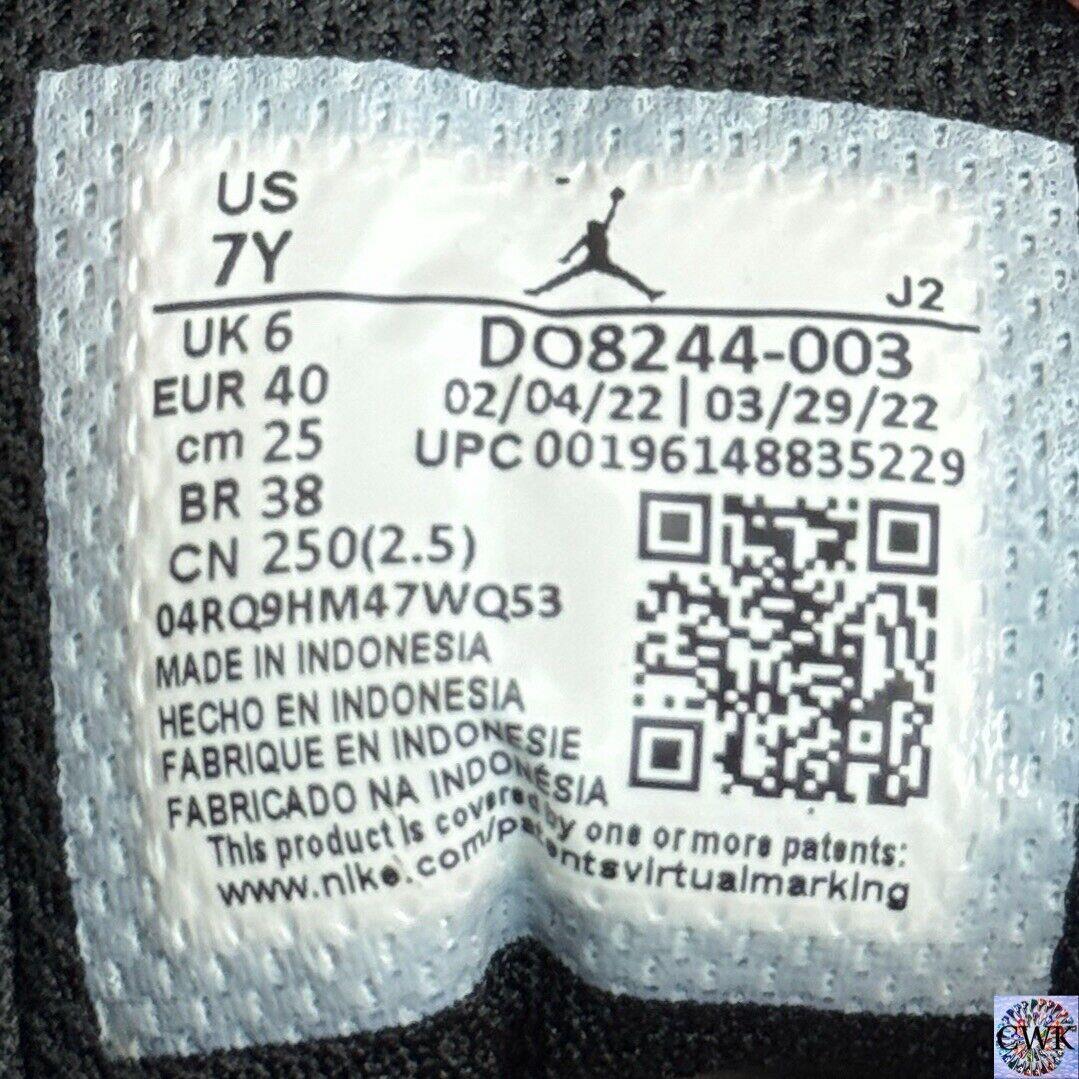 US
7Y
J2
UK 6
EUR 40
cm 25
BR 38
CN 250(2.5)
DO8244-003
02/04/22 | 03/29/22
UPC 00196148835229
04RQ9HM47WQ53
MADE IN INDONESIA
HECHO EN INDONESIA
FABRIQUE EN INDONESIE
FABRICADO NA INDONÉSIA
This product is covered by one or more patents:
www.nike.com/patentsvirtualmarking
CWK